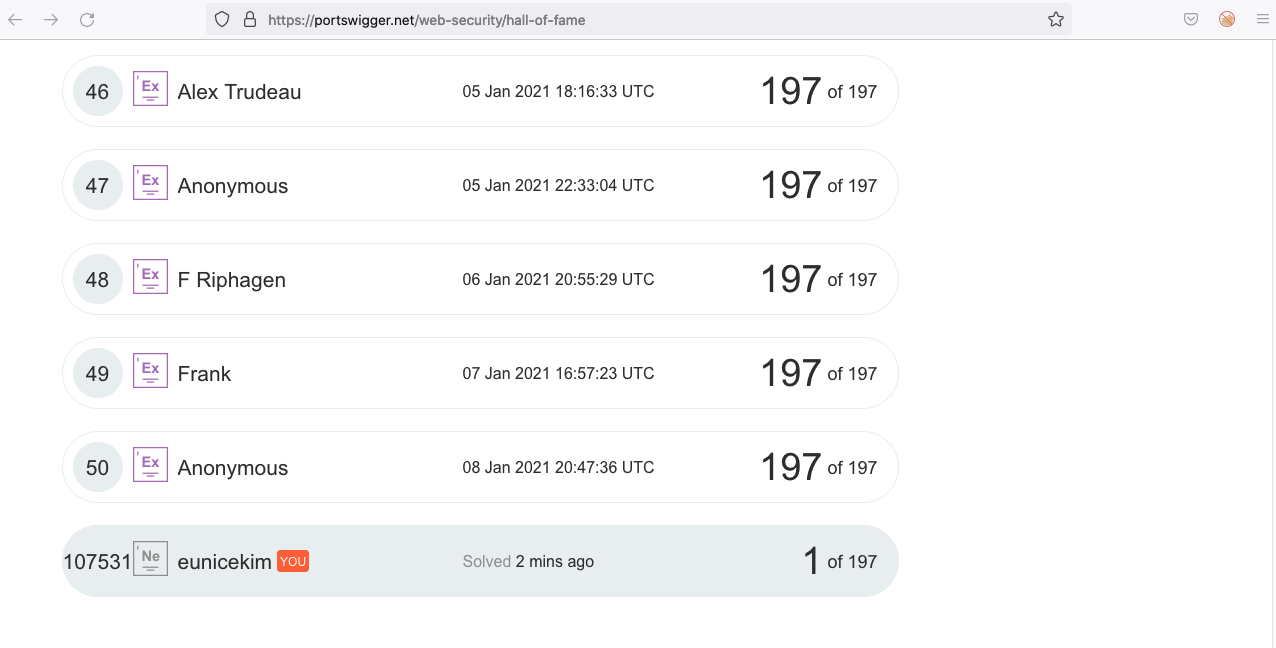 https://portswigger.net/web-security/hall-of-fame
46 Ex Alex Trudeau 05 Jan 2021 18:16:33 UTC 197 of 197
47 Ex Anonymous 05 Jan 2021 22:33:04 UTC 197 of 197
48 Ex F Riphagen 06 Jan 2021 20:55:29 UTC 197 of 197
49 Ex Frank 07 Jan 2021 16:57:23 UTC 197 of 197
50 Ex Anonymous 08 Jan 2021 20:47:36 UTC 197 of 197
107531 Ne eunicekim YOU Solved 2 mins ago 1 of 197